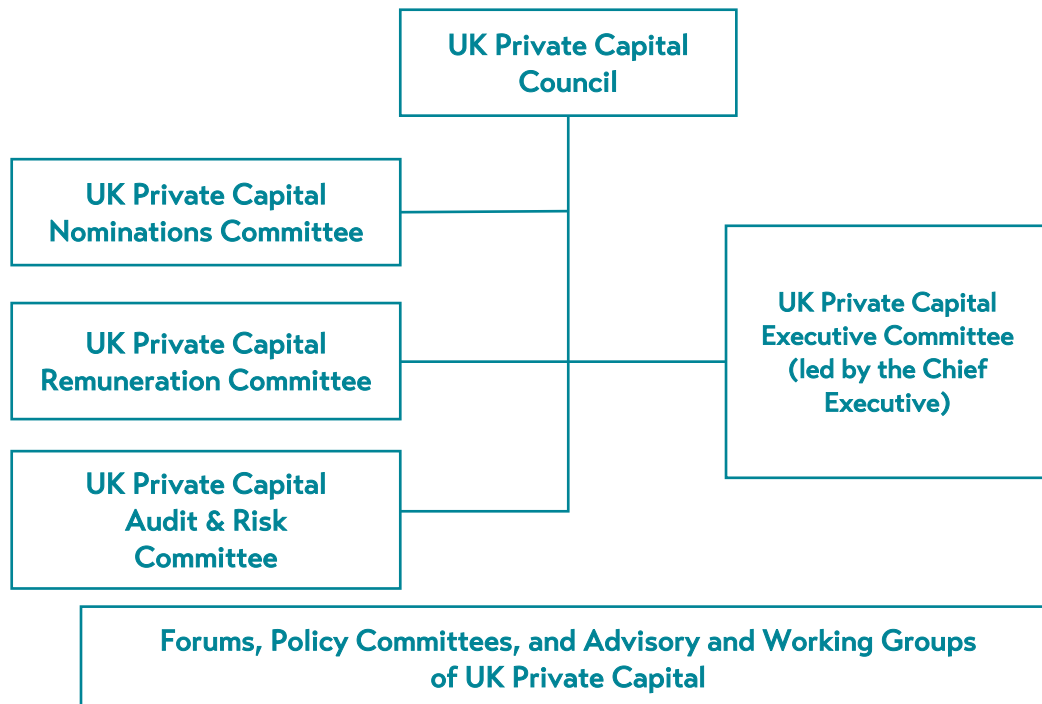 UK Private Capital
Council
UK Private Capital
Nominations Committee
UK Private Capital
Remuneration Committee
UK Private Capital
Audit & Risk
Committee
UK Private Capital
Executive Committee
(led by the Chief
Executive)
Forums, Policy Committees, and Advisory and Working Groups
of UK Private Capital